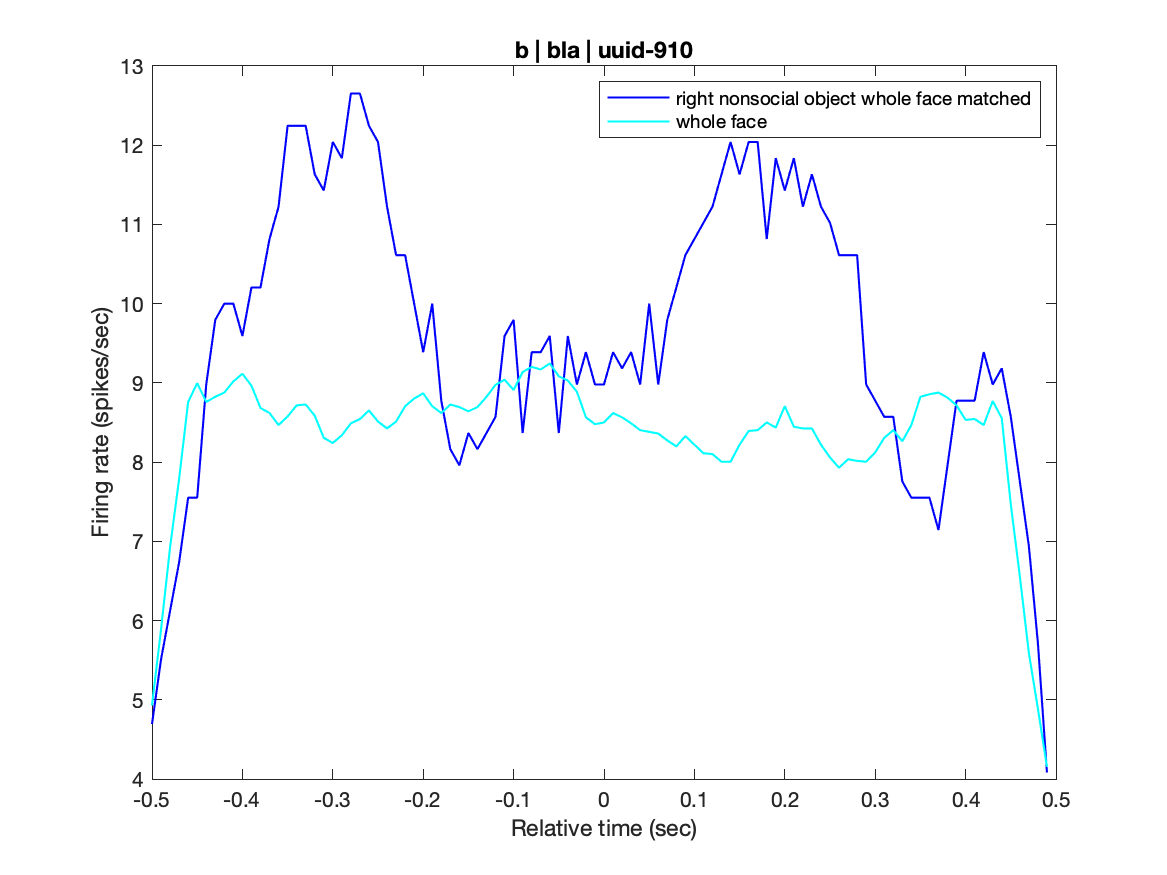 b | bla | uuid-910
right nonsocial object whole face matched
whole face
Firing rate (spikes/sec)
13
12
11
10
9
8
7
6
5
4
-0.5 -0.4 -0.3 -0.2 -0.1 0 0.1 0.2 0.3 0.4 0.5
Relative time (sec)